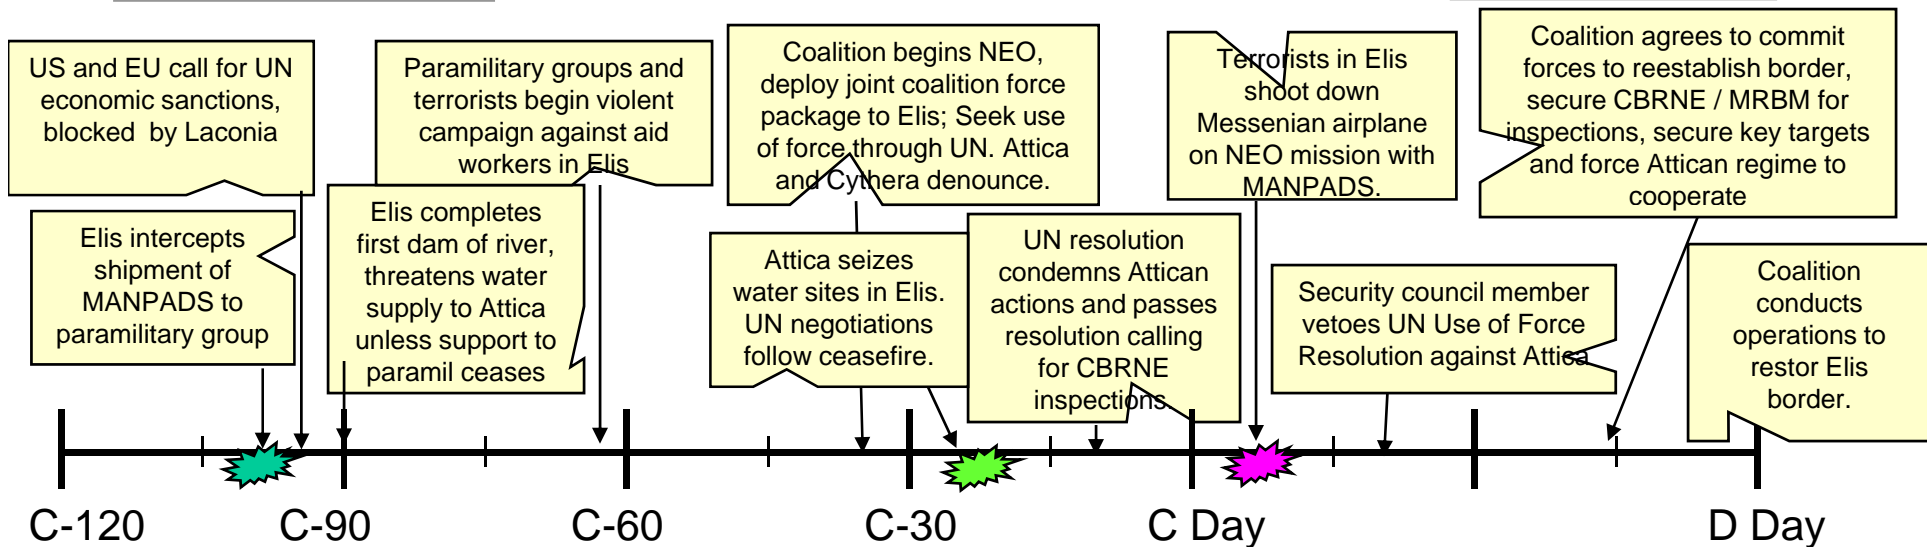 US and EU call for UN
economic sanctions,
blocked by Laconia
Elis intercepts
shipment of
MANPADS to
paramilitary group
Paramilitary groups and
terrorists begin violent
campaign against aid
workers in Elis
Elis completes
first dam of river,
threatens water
supply to Attica
unless support to
paramil ceases
Coalition begins NEO,
deploy joint coalition force
package to Elis; Seek use
of force through UN. Attica
and Cythera denounce.
Attica seizes
water sites in Elis.
UN negotiations
follow ceasefire.
UN resolution
condemns Attican
actions and passes
resolution calling
for CBRNE
inspections.
Terrorists in Elis
shoot down
Messenian airplane
on NEO mission with
MANPADS.
Security council member
vetoes UN Use of Force
Resolution against Attica
Coalition agrees to commit
forces to reestablish border,
secure CBRNE / MRBM for
inspections, secure key targets
and force Attican regime to
cooperate
Coalition
conducts
operations to
restor Elis
border.
C-120
C-90
C-60
C-30
C Day
D Day